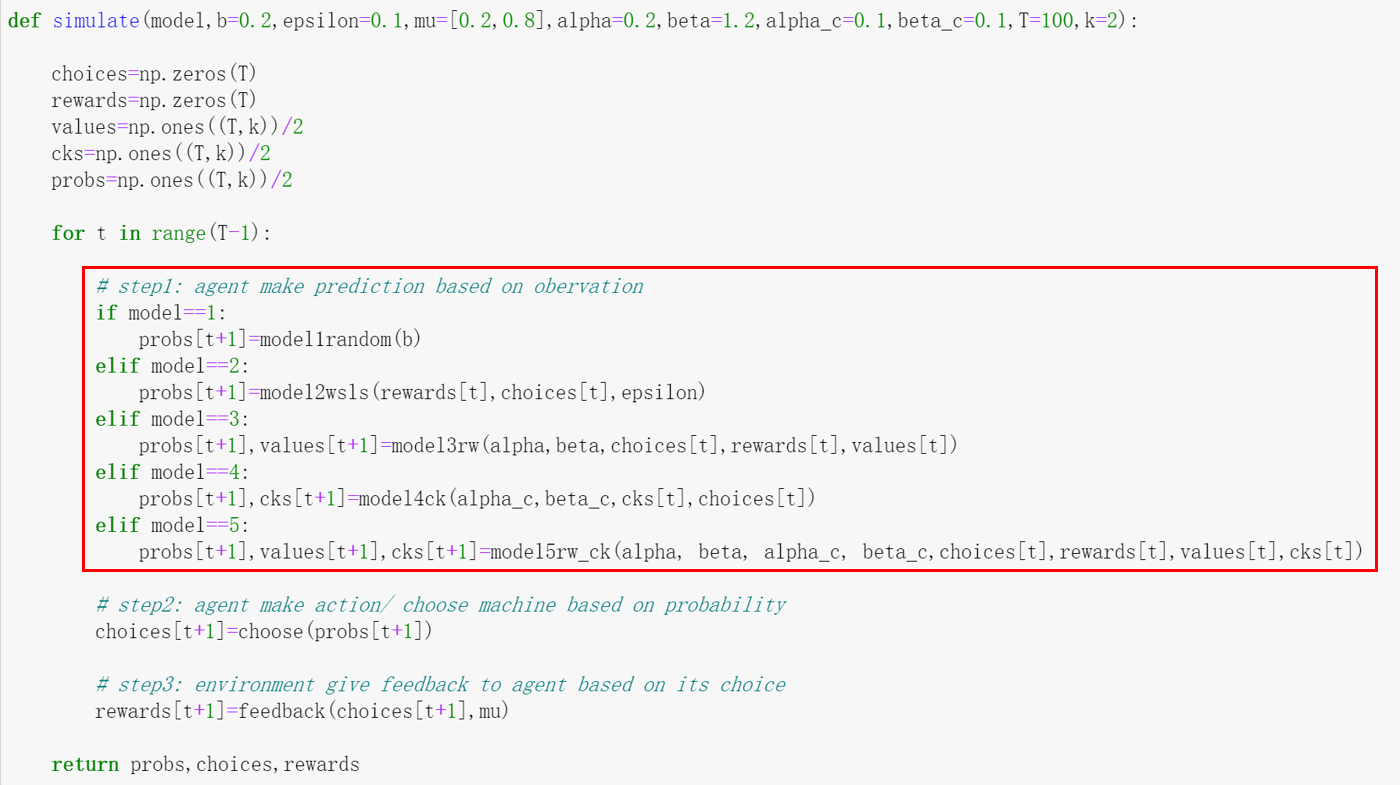 def simulate(model,b=0.2,epsilon=0.1,mu=[0.2,0.8],alpha=0.2,beta=1.2,alpha_c=0.1,beta_c=0.1,T=100,k=2):
choices=np.zeros(T)
rewards=np.zeros(T)
values=np.ones((T,k))/2
cks=np.ones((T,k))/2
probs=np.ones((T,k))/2
for t in range(T-1):
# step1: agent make prediction based on obervation
if model==1:
probs[t+1]=model1random(b)
elif model==2:
probs[t+1]=model2wsls(rewards[t],choices[t],epsilon)
elif model==3:
probs[t+1],values[t+1]=model3rw(alpha,beta,choices[t],rewards[t],values[t])
elif model==4:
probs[t+1],cks[t+1]=model4ck(alpha_c,beta_c,cks[t],choices[t])
elif model==5:
probs[t+1],values[t+1],cks[t+1]=model5rw_ck(alpha, beta, alpha_c, beta_c,choices[t],rewards[t],values[t],cks[t])
# step2: agent make action/ choose machine based on probability
choices[t+1]=choose(probs[t+1])
# step3: environment give feedback to agent based on its choice
rewards[t+1]=feedback(choices[t+1],mu)
return probs,choices,rewards